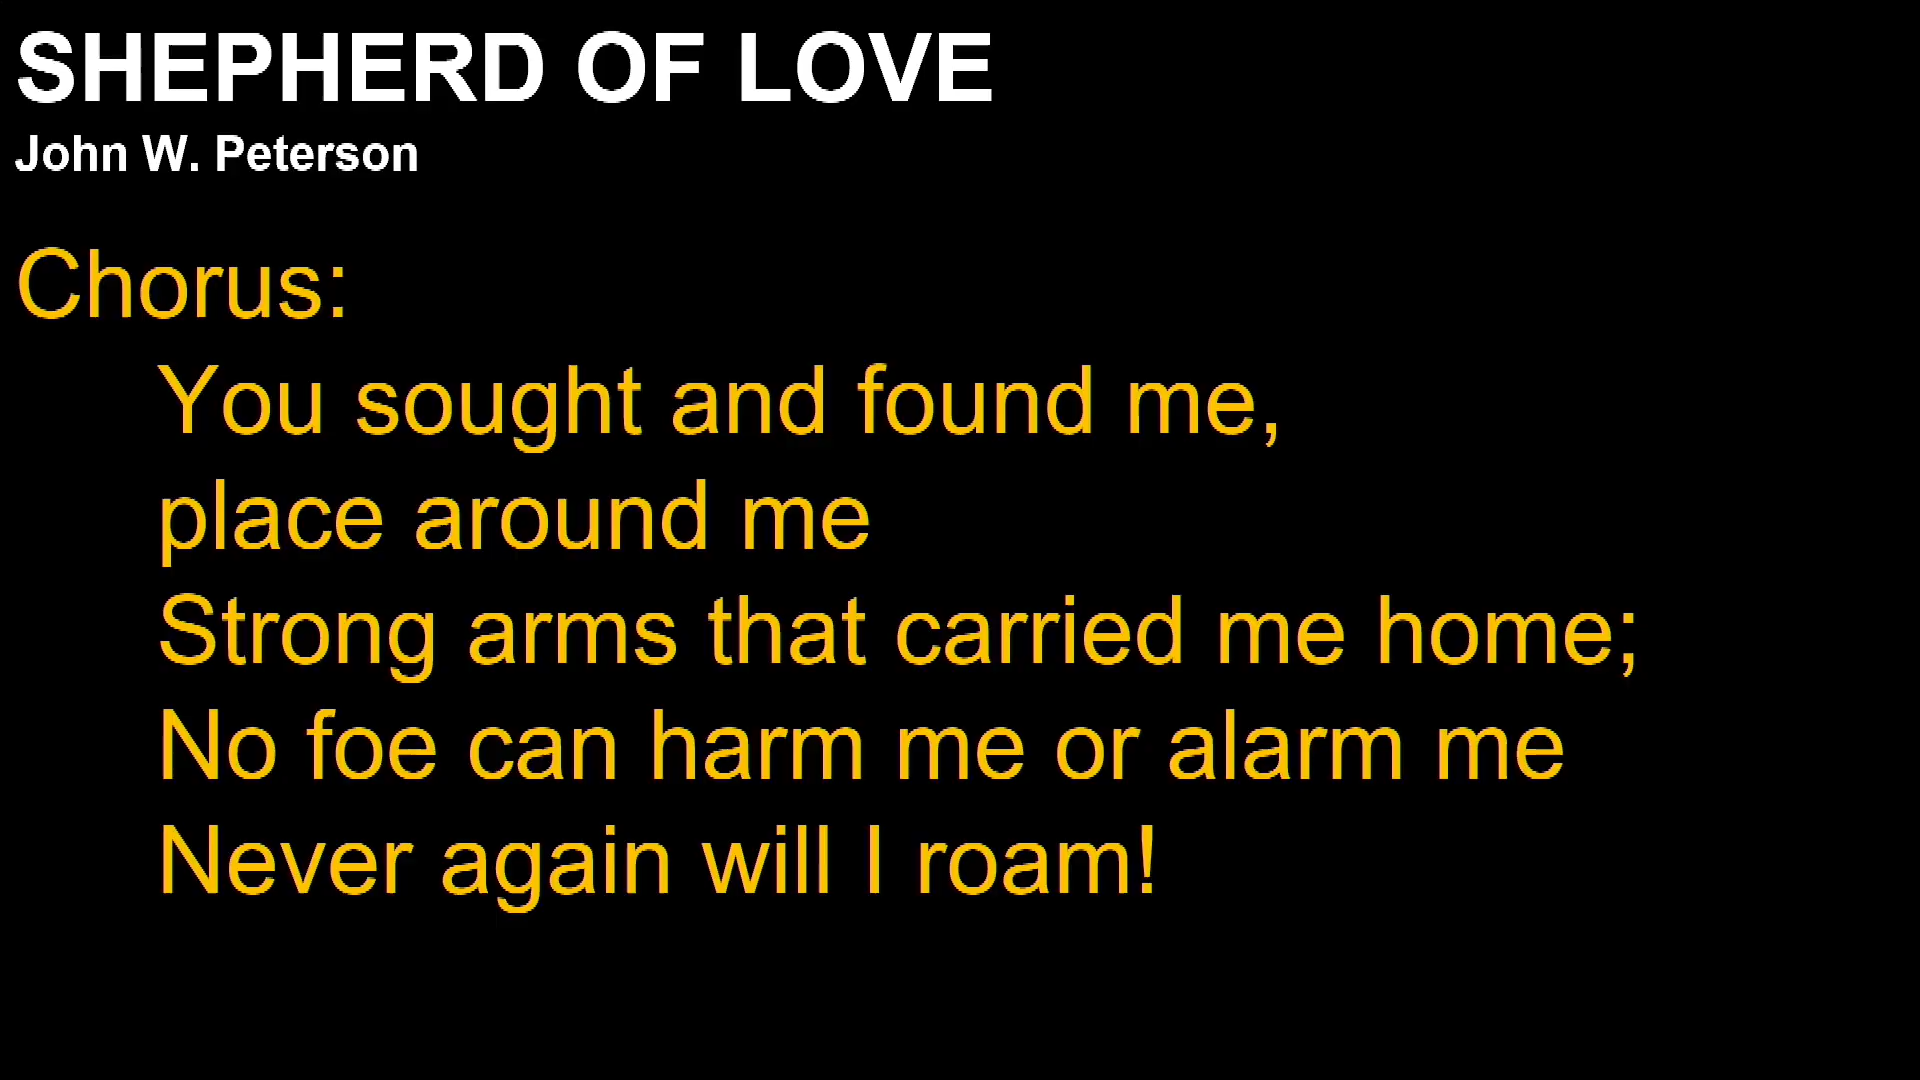 SHEPHERD OF LOVE
John W. Peterson
Chorus:
You sought and found me,
place around me
Strong arms that carried me home;
No foe can harm me or alarm me
Never again will I roam!